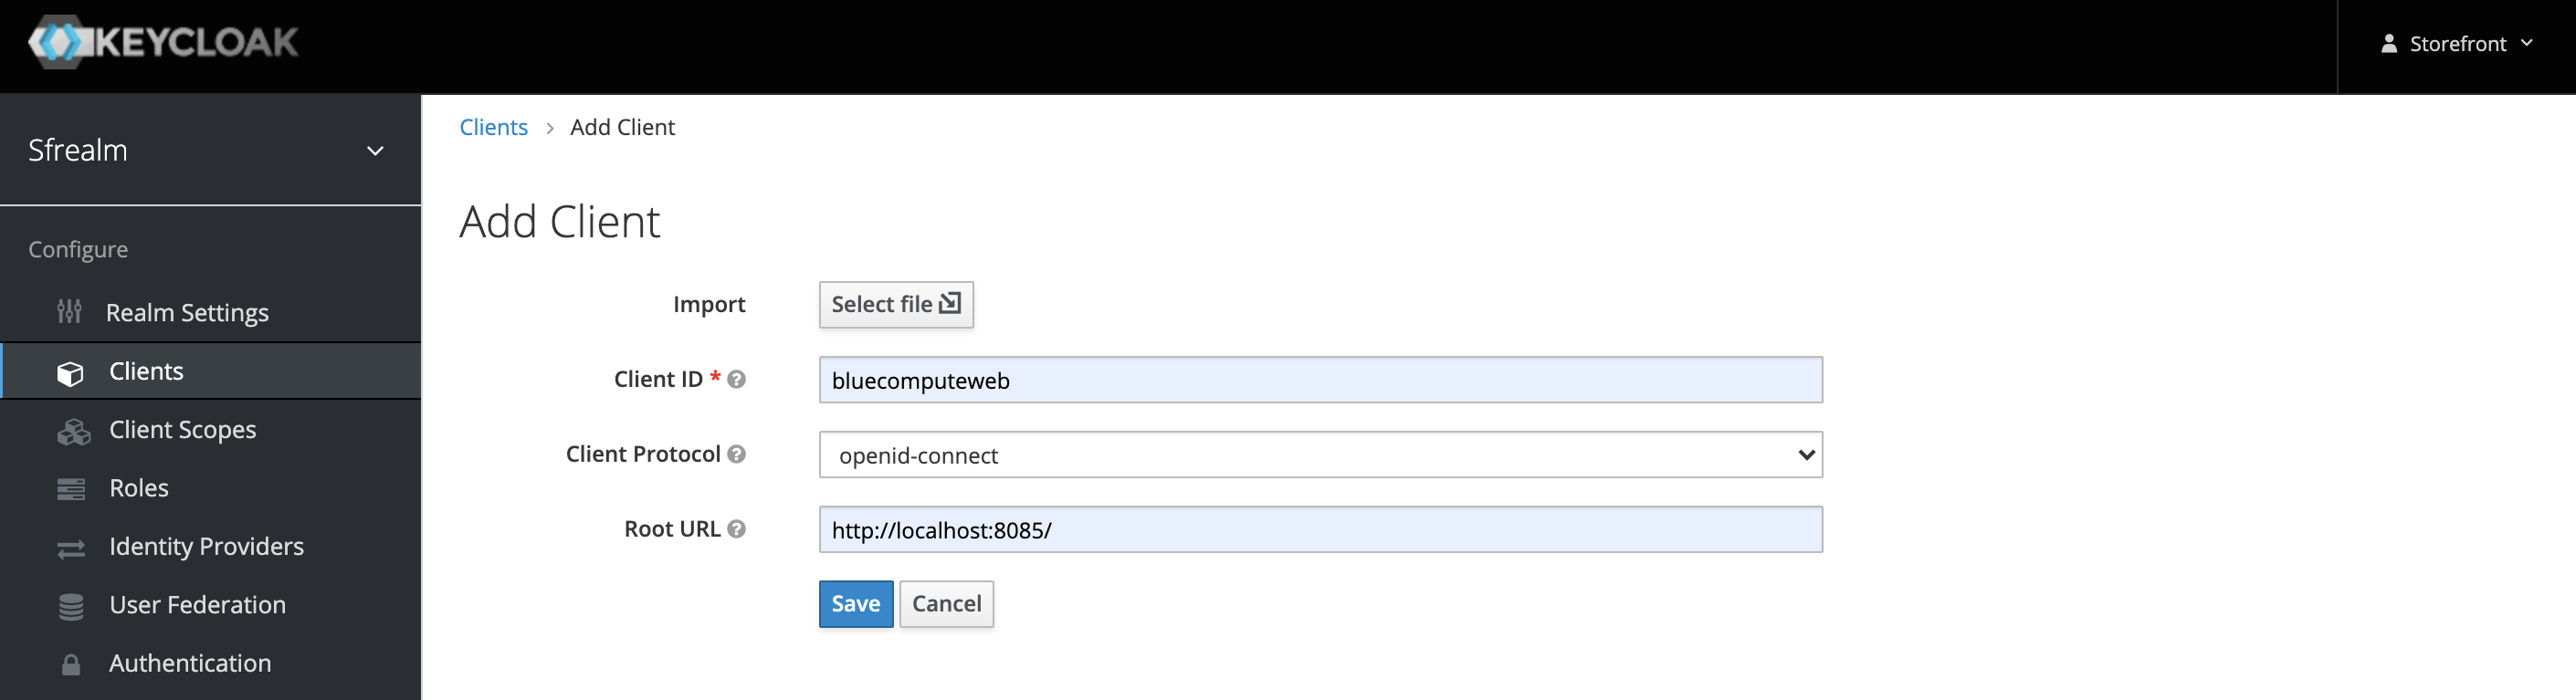 KEYCLOAK
Storefront
Sfrealm
Configure
Realm Settings
Clients
Client Scopes
Roles
Identity Providers
User Federation
Authentication
Clients > Add Client
Add Client
Import Select file
Client ID * bluecomputeweb
Client Protocol openid-connect
Root URL http://localhost:8085/
Save Cancel